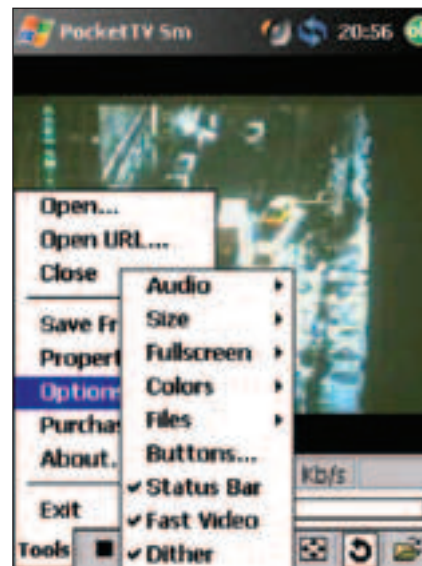 PocketTV Sm 20:56
Open...
Open URL...
Close
Audio
Size
Save Fr
Fullscreen
Propert
Colors
Options
Files
Purchas
Buttons...
About.
Kb/s
Status Bar
Exit
Fast Video
Tools
Dither